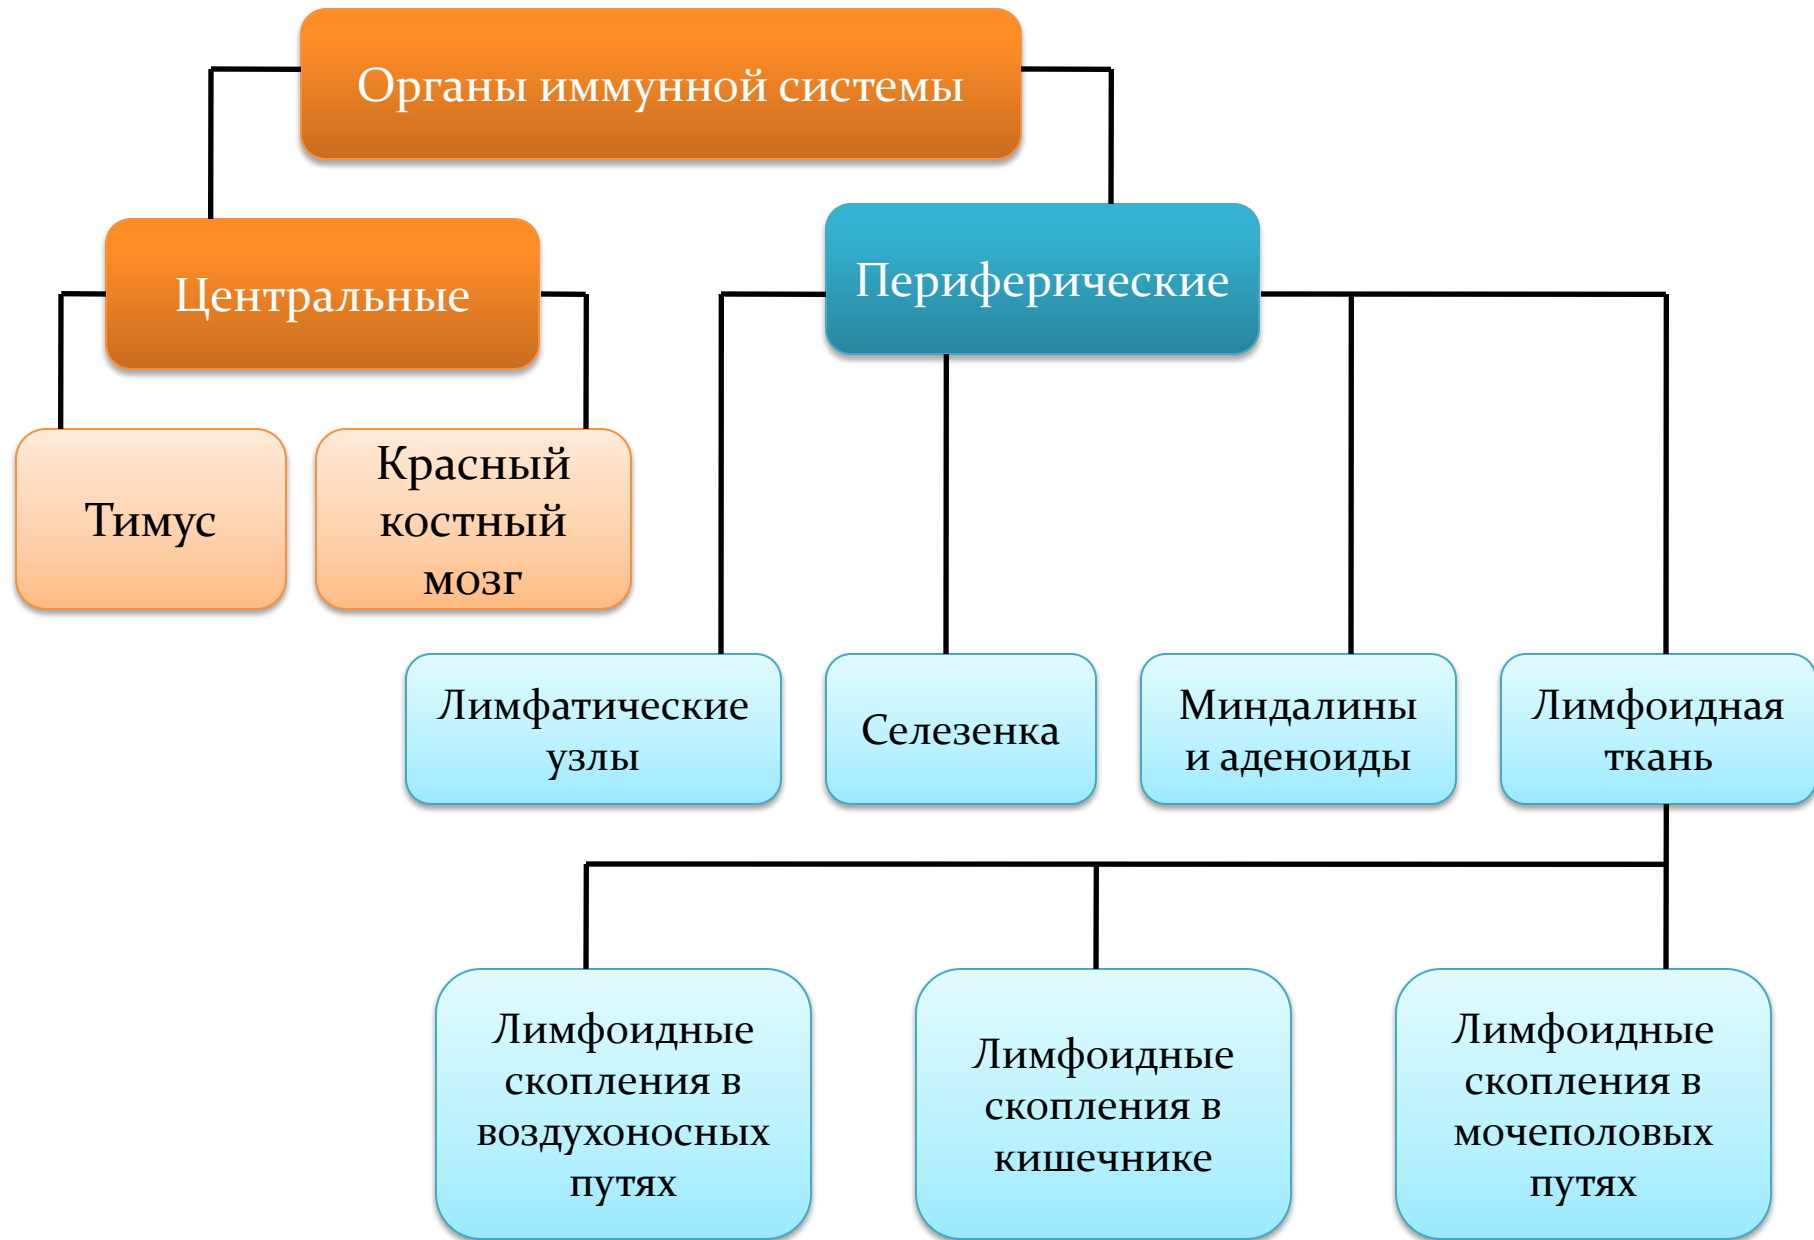 Органы иммунной системы
Центральные
Периферические
Тимус
Красный
костный
мозг
Лимфатические
узлы
Селезенка
Миндалины
и аденоиды
Лимфоидная
ткань
Лимфоидные
скопления в
воздухоносных
путях
Лимфоидные
скопления в
кишечнике
Лимфоидные
скопления в
мочеполовых
путях